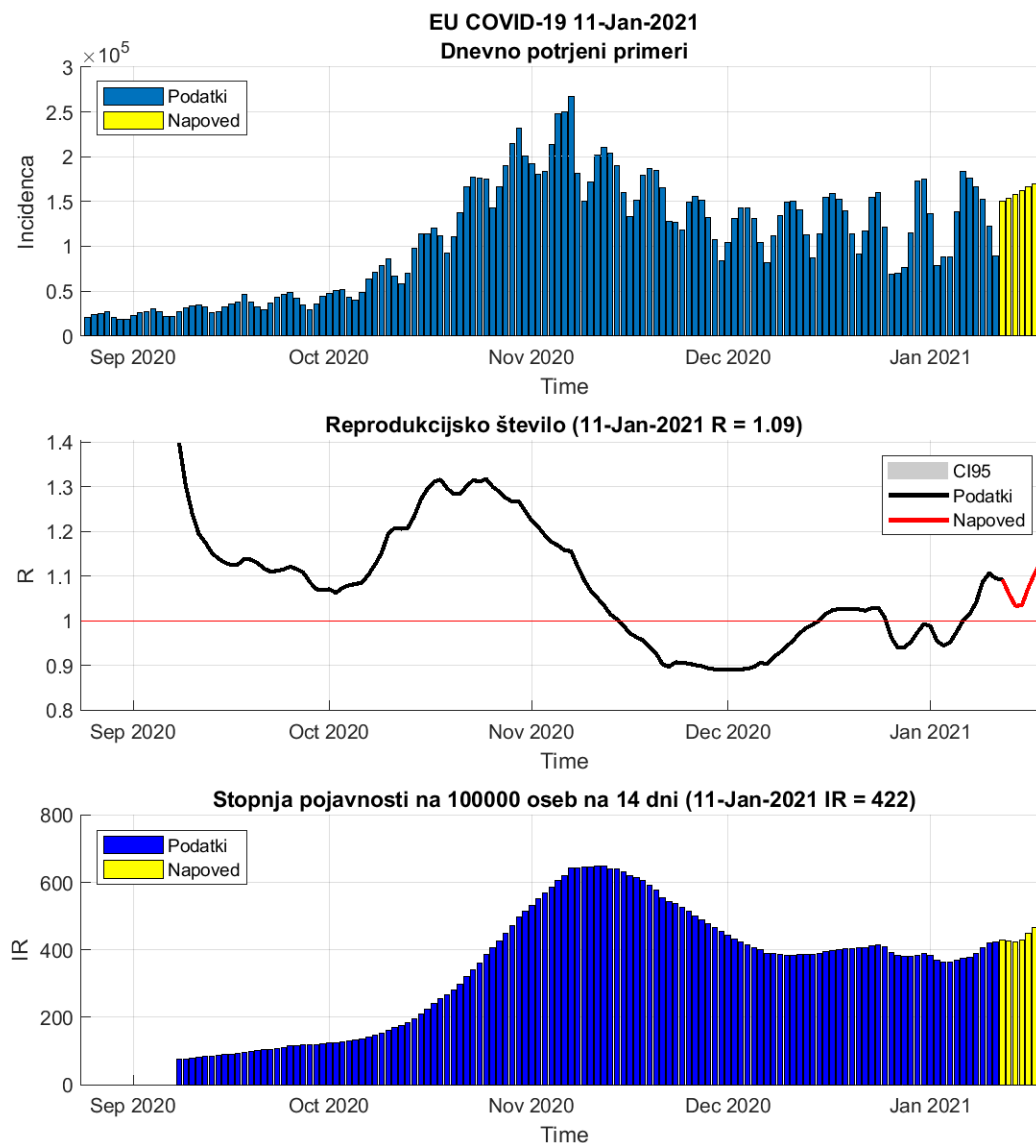 EU COVID-19 11-Jan-2021
Dnevno potrjeni primeri
×10^5
3
2.5
2
1.5
1
0.5
0
Incidenca
Podatki
Napoved
Sep 2020 Oct 2020 Nov 2020 Dec 2020 Jan 2021
Time
Reprodukcijsko število (11-Jan-2021 R = 1.09)
1.4
1.3
1.2
1.1
1
0.9
0.8
R
CI95
Podatki
Napoved
Sep 2020 Oct 2020 Nov 2020 Dec 2020 Jan 2021
Time
Stopnja pojavnosti na 100000 oseb na 14 dni (11-Jan-2021 IR = 422)
800
600
400
200
0
IR
Podatki
Napoved
Sep 2020 Oct 2020 Nov 2020 Dec 2020 Jan 2021
Time